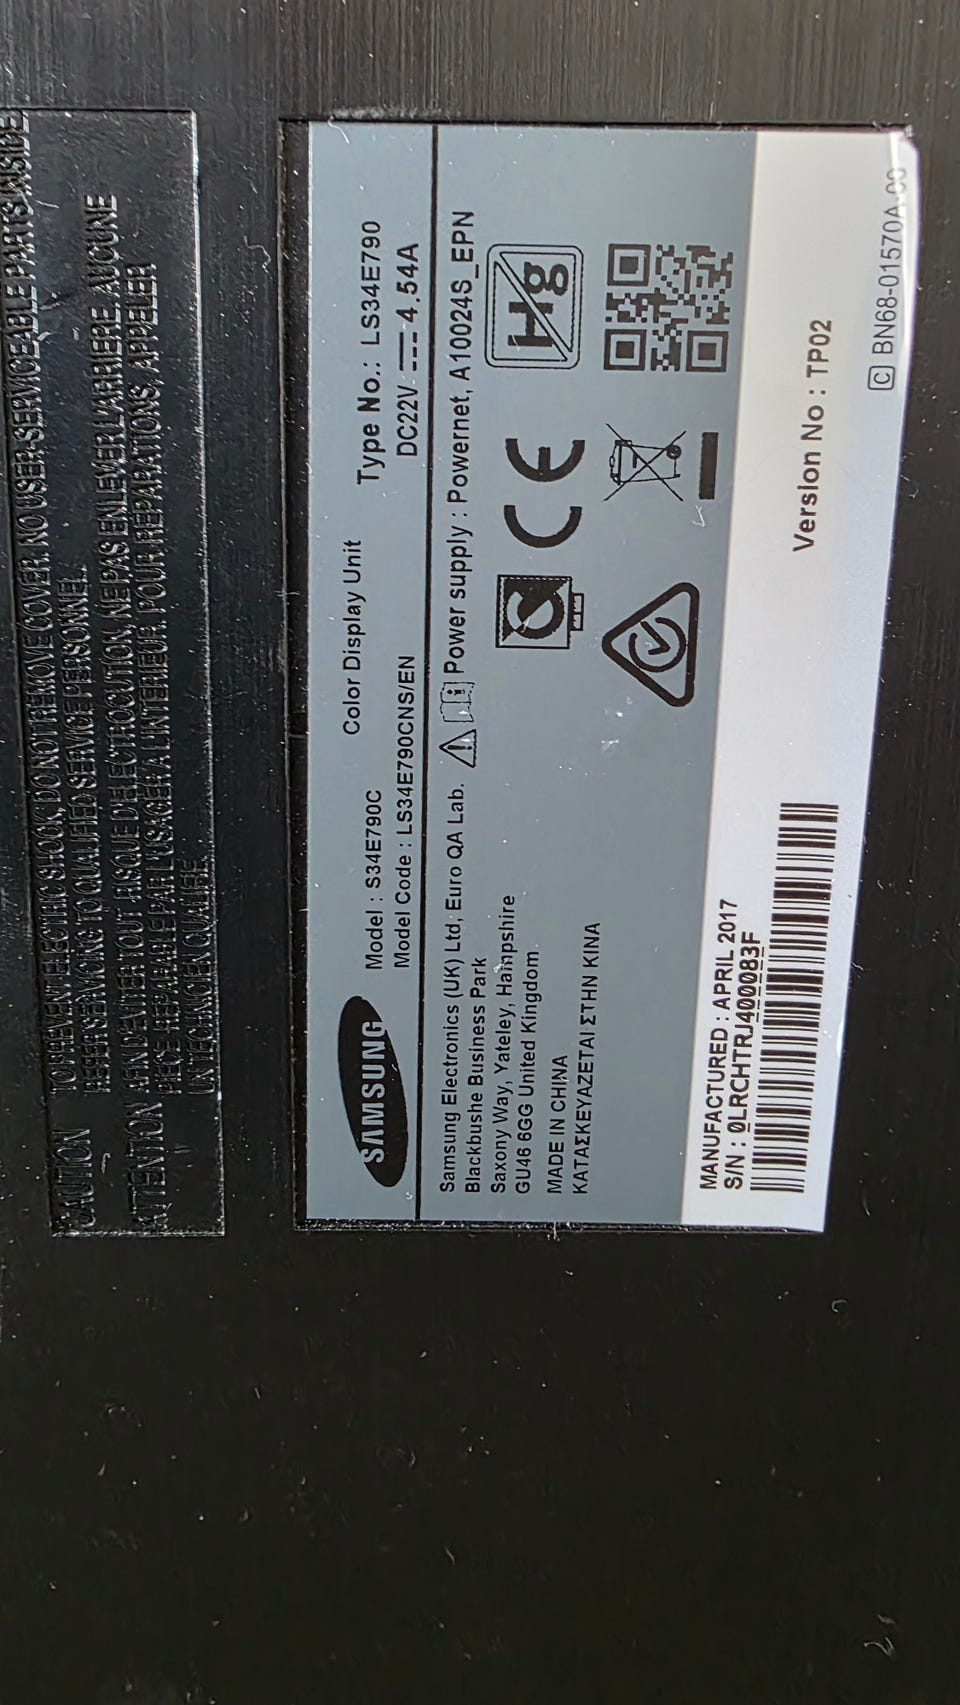 CAUTION TO PREVENT ELECTRIC SHOCK, DO NOT REMOVE COVER. NO USER-SERVICEABLE PARTS INSIDE
REFER SERVICING TO QUALIFIED SERVICE PERSONNEL.
ATTENTION AFIN D'EVITER TOUT RISQUE D'ELECTROCUTION, NE PAS ENLEVER L'ARRIERE. AUCUNE
PIECE REPARABLE PAR L'USAGER A L'INTERIEUR. POUR REPARATIONS, APPELER
UN TECHNICIEN QUALIFIE
SAMSUNG
Model : S34E790C Color Display Unit Type No.: LS34E790
Model Code : LS34E790CNS/EN DC22V 4.54A
Samsung Electronics (UK) Ltd, Euro QA Lab. Power supply : Powernet, A10024S_EPN
Blackbushe Business Park
Saxony Way, Yateley, Hampshire
GU46 6GG United Kingdom
MADE IN CHINA
ΚΑΤΑΣΚΕΥΑΖΕΤΑΙ ΣΤΗΝ ΚΙΝΑ
CE
Hg
MANUFACTURED : APRIL 2017
S/N : 0LRCHTRJ400083F
Version No : TP02
C BN68-01570A-00